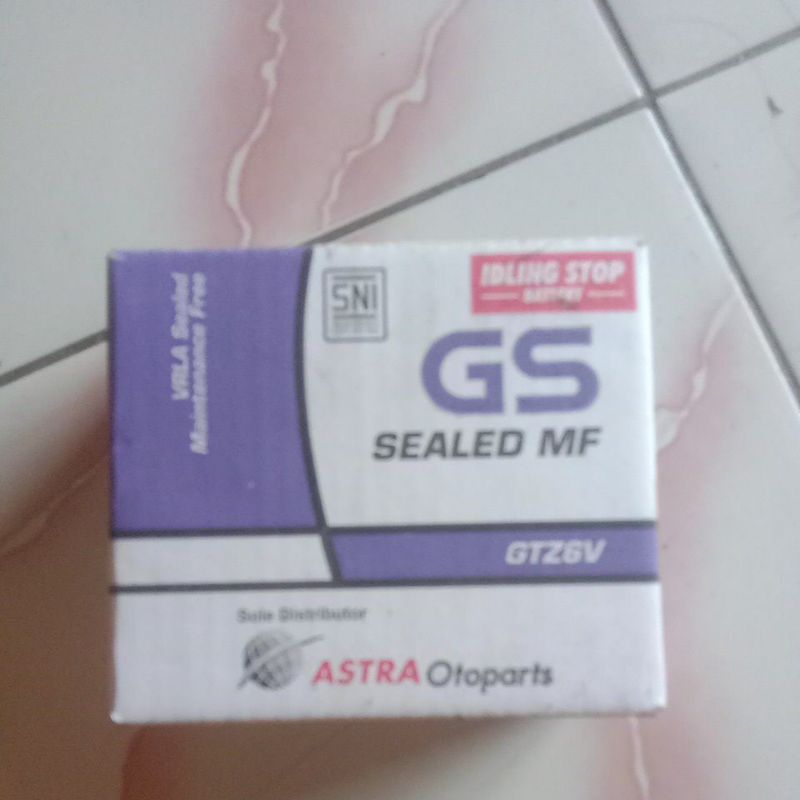 VRLA Sealed
Maintenance Free
SNI
IDLING STOP
BATTERY
GS
SEALED MF
GTZ6V
Sole Distributor
ASTRA Otoparts